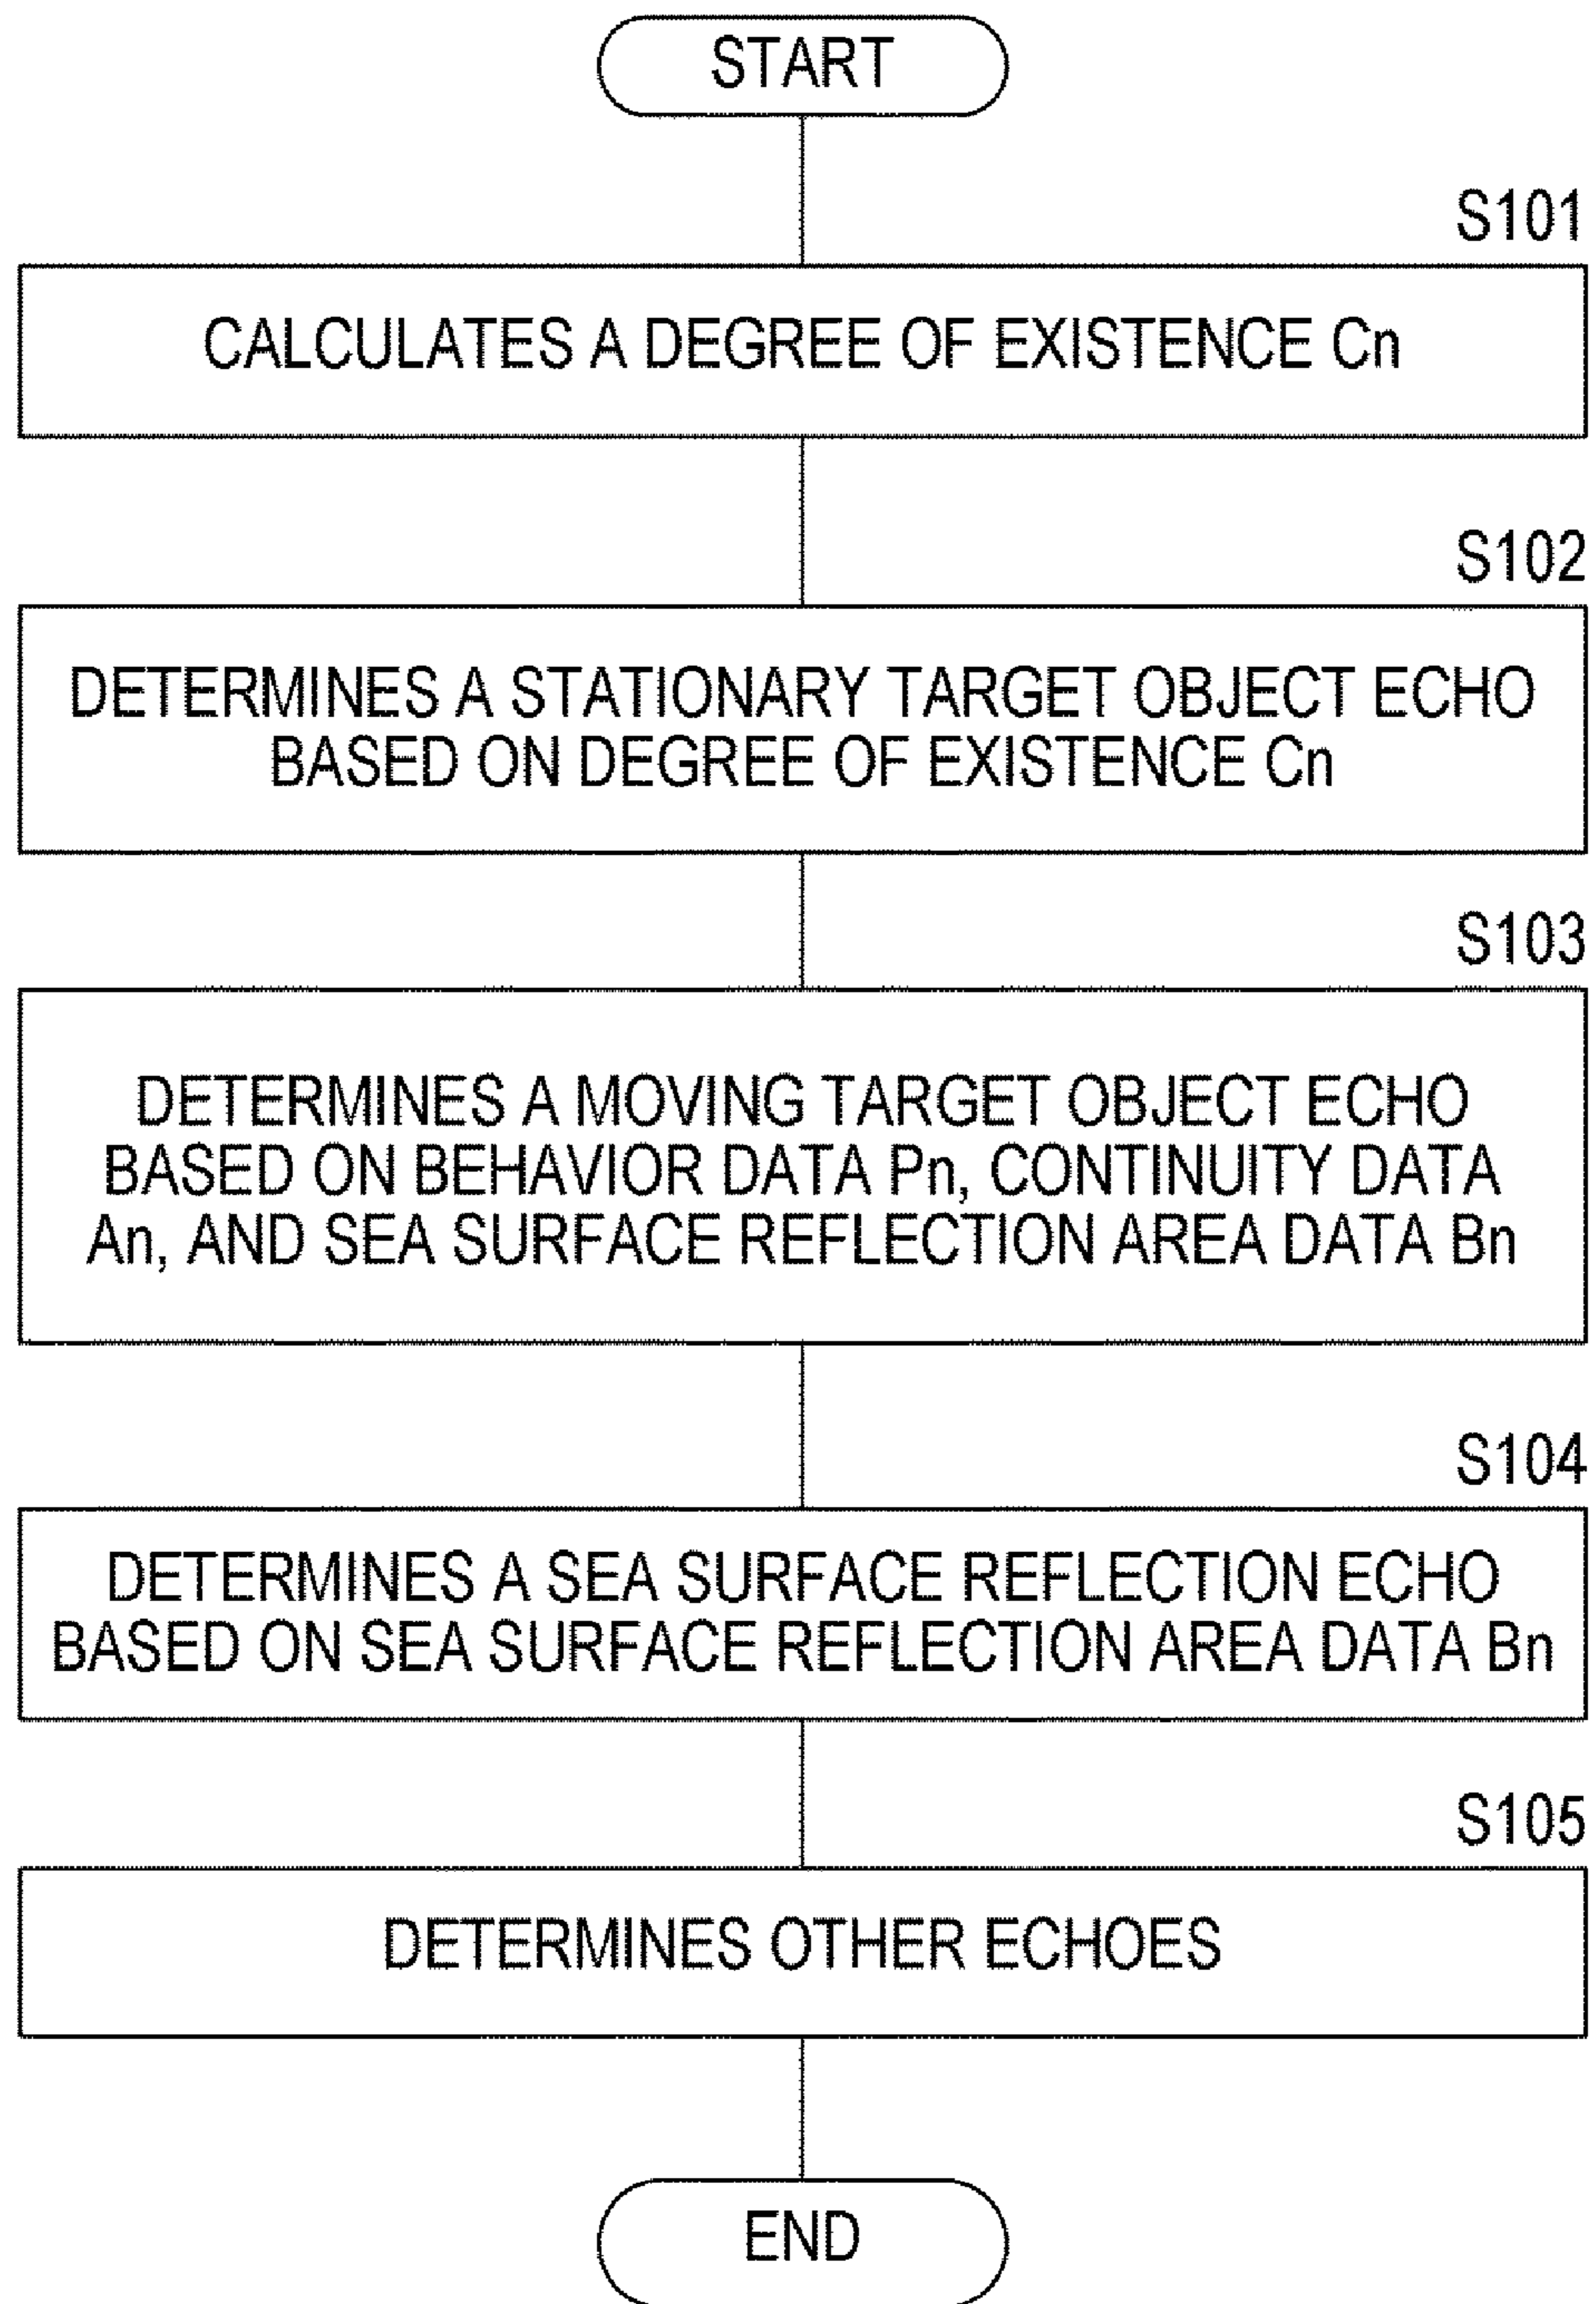 START
S101
CALCULATES A DEGREE OF EXISTENCE Cn
S102
DETERMINES A STATIONARY TARGET OBJECT ECHO
BASED ON DEGREE OF EXISTENCE Cn
S103
DETERMINES A MOVING TARGET OBJECT ECHO
BASED ON BEHAVIOR DATA Pn, CONTINUITY DATA
An, AND SEA SURFACE REFLECTION AREA DATA Bn
S104
DETERMINES A SEA SURFACE REFLECTION ECHO
BASED ON SEA SURFACE REFLECTION AREA DATA Bn
S105
DETERMINES OTHER ECHOES
END